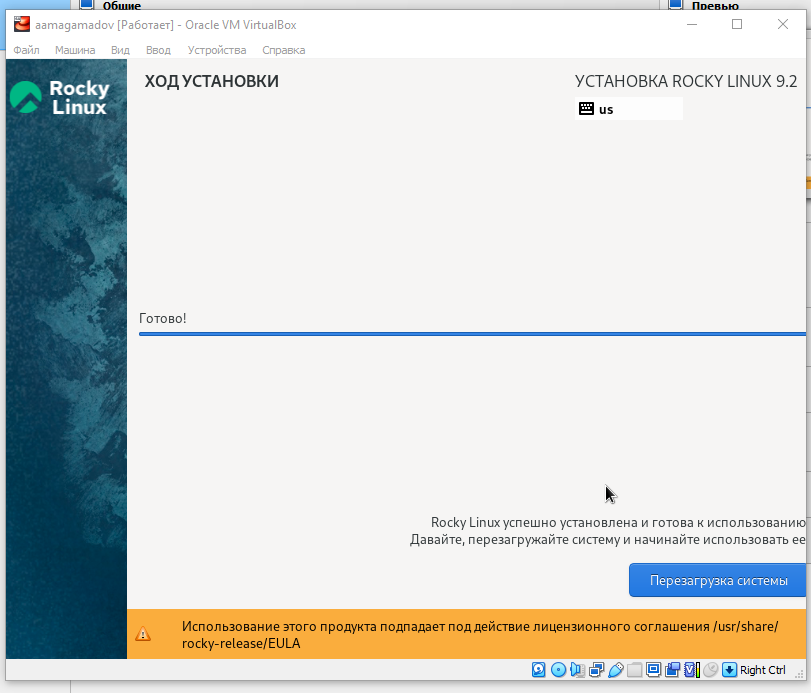 Общие
Превью
aamagamadov [Работает] - Oracle VM VirtualBox
Файл Машина Вид Ввод Устройства Справка
Rocky
Linux
ХОД УСТАНОВКИ
УСТАНОВКА ROCKY LINUX 9.2
us
Готово!
Rocky Linux успешно установлена и готова к использованию
Давайте, перезагружайте систему и начинайте использовать ее
Перезагрузка системы
Использование этого продукта подпадает под действие лицензионного соглашения /usr/share/
rocky-release/EULA
Right Ctrl